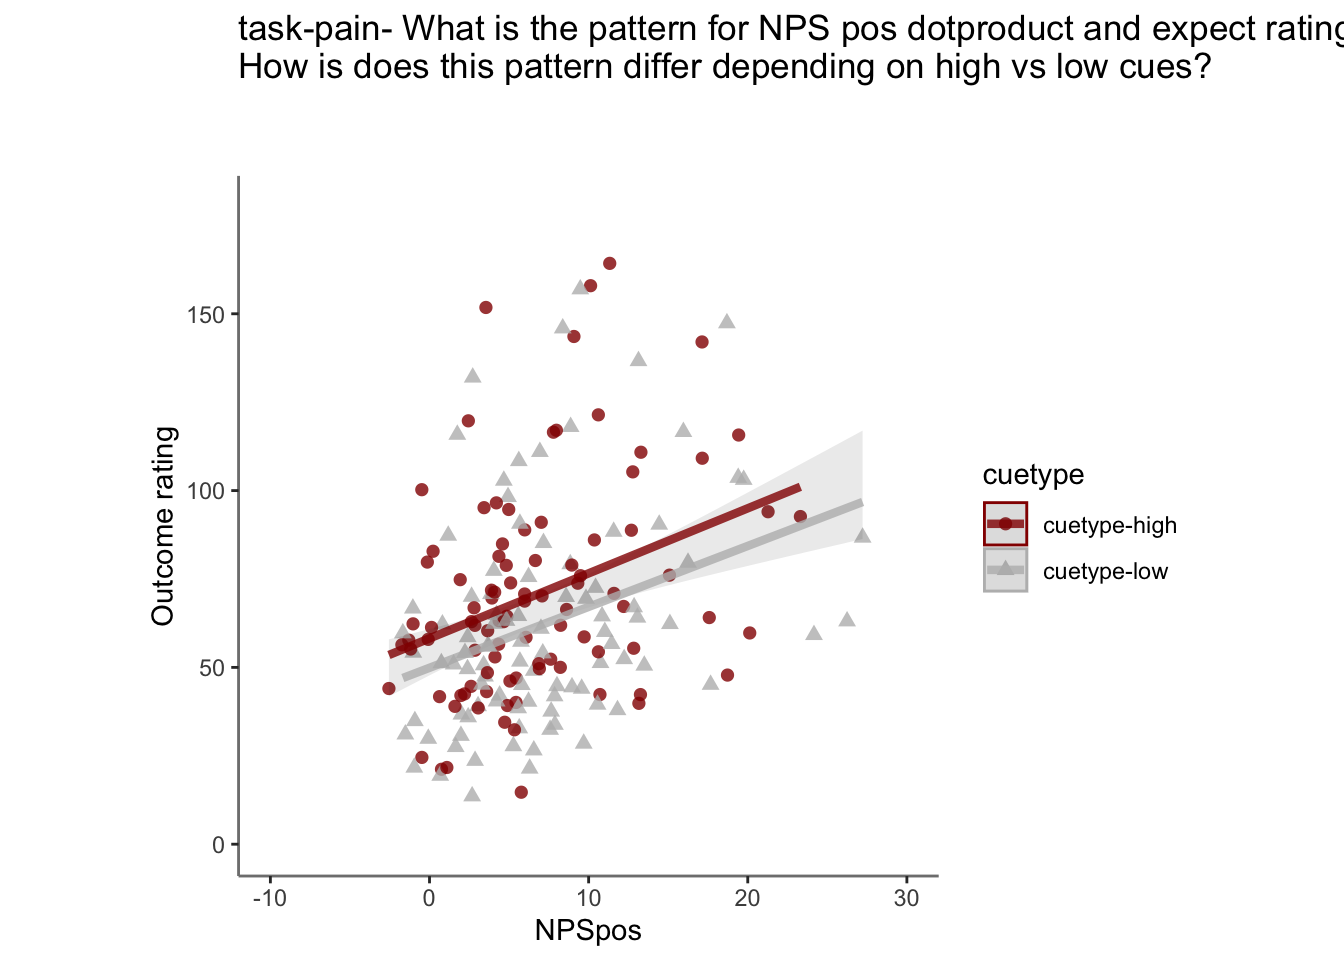 task-pain- What is the pattern for NPS pos dotproduct and expect rating
How is does this pattern differ depending on high vs low cues?
150
100
50
0
Outcome rating
-10
0
10
20
30
NPSpos
cuetype
cuetype-high
cuetype-low